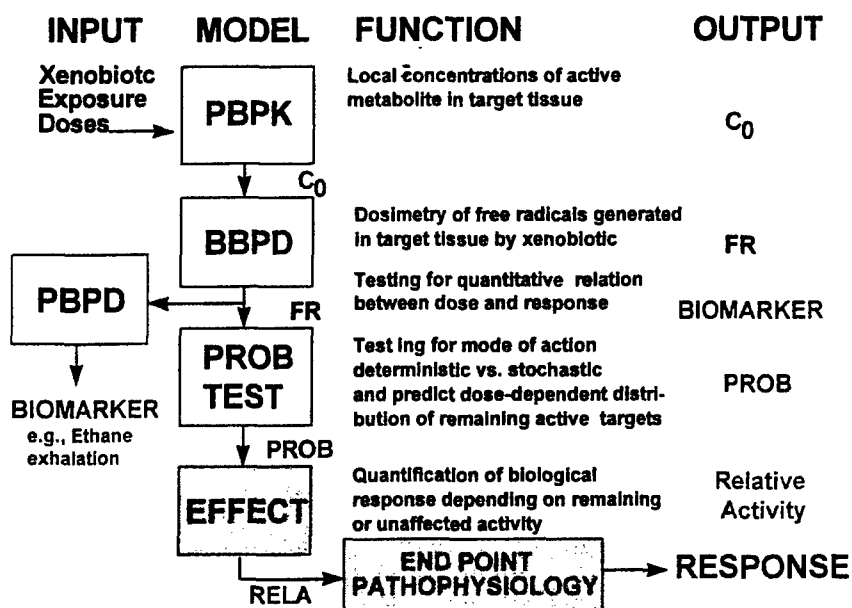 INPUT MODEL FUNCTION OUTPUT
Xenobiotc
Exposure
Doses
PBPK
Local concentrations of active
metabolite in target tissue
C0
C0
BBPD
Dosimetry of free radicals generated
in target tissue by xenobiotic
FR
PBPD
FR
Testing for quantitative relation
between dose and response
BIOMARKER
BIOMARKER
e.g., Ethane
exhalation
PROB
TEST
Test ing for mode of action
deterministic vs. stochastic
and predict dose-dependent distri-
bution of remaining active targets
PROB
PROB
EFFECT
Quantification of biological
response depending on remaining
or unaffected activity
Relative
Activity
RELA
END POINT
PATHOPHYSIOLOGY
RESPONSE